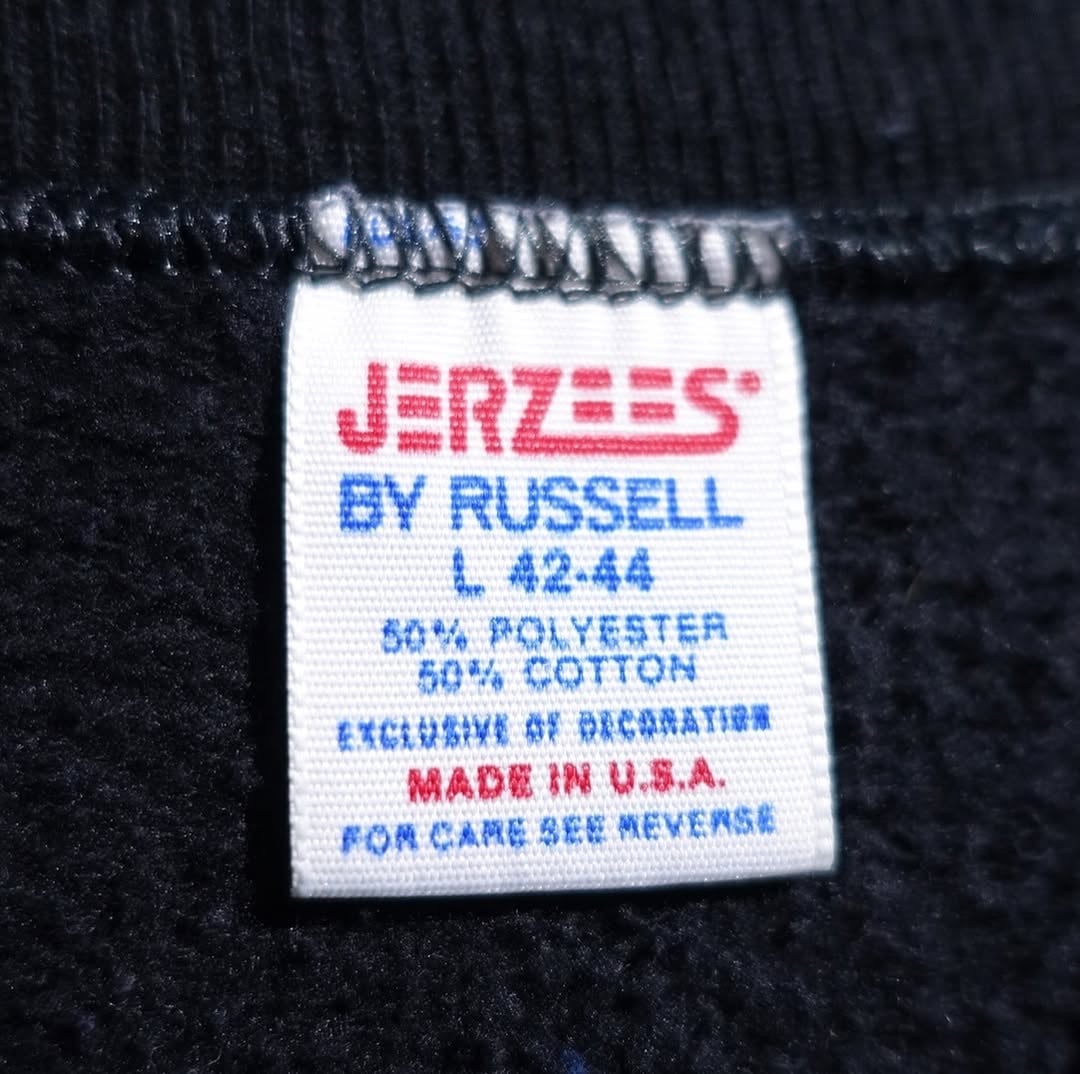 JERZEES
BY RUSSELL
L 42-44
50% POLYESTER
50% COTTON
EXCLUSIVE OF DECORATION
MADE IN U.S.A.
FOR CARE SEE REVERSE